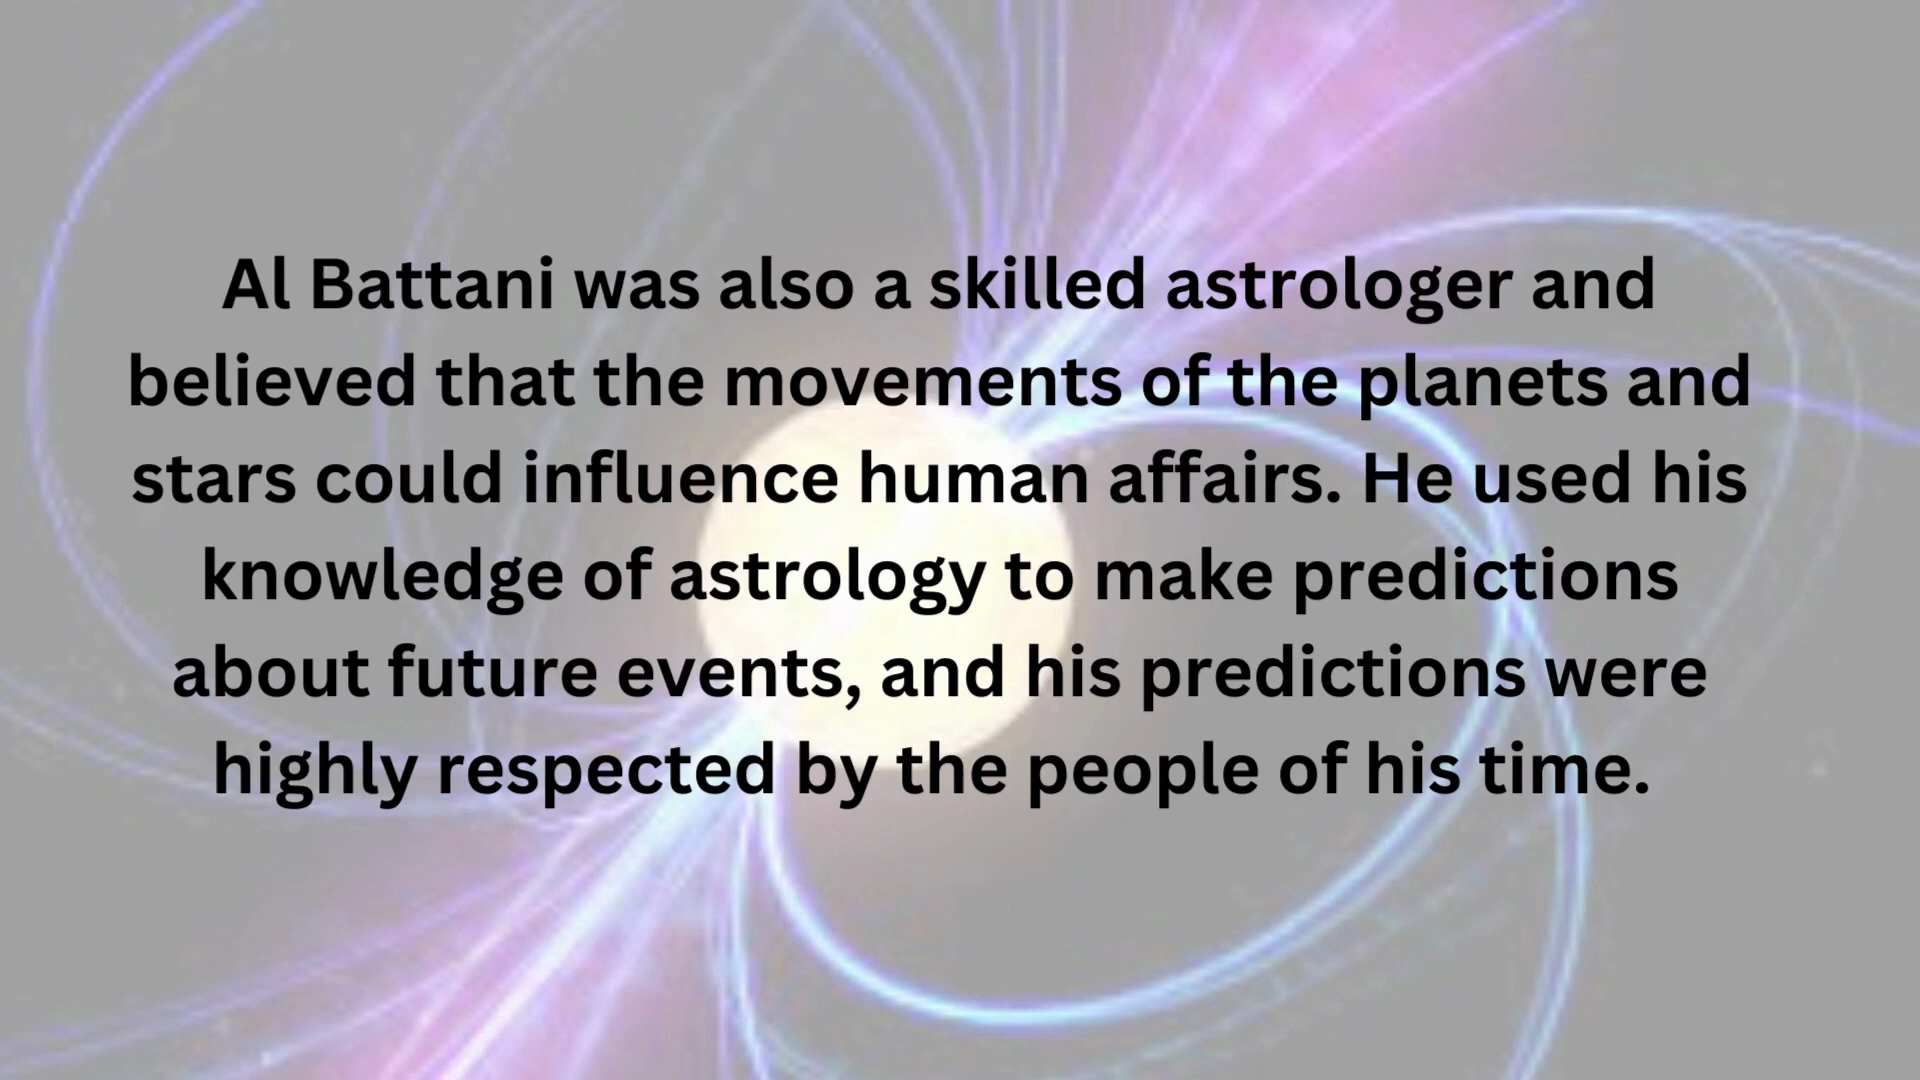 Al Battani was also a skilled astrologer and
believed that the movements of the planets and
stars could influence human affairs. He used his
knowledge of astrology to make predictions
about future events, and his predictions were
highly respected by the people of his time.